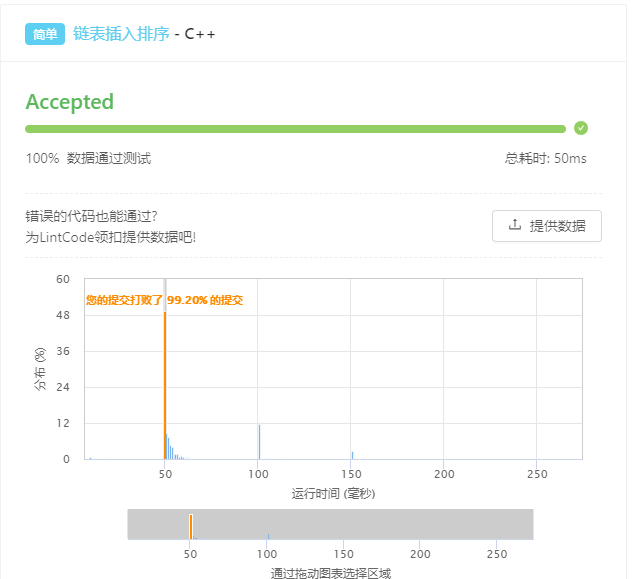 简单 链表插入排序 - C++
Accepted
100% 数据通过测试 总耗时: 50ms
错误的代码也能通过?
为LintCode领扣提供数据吧!
提供数据
60
您的提交打败了 99.20% 的提交
48
36
24
12
0
分布 (%)
50 100 150 200 250
运行时间 (毫秒)
50 100 150 200 250
通过拖动图表选择区域